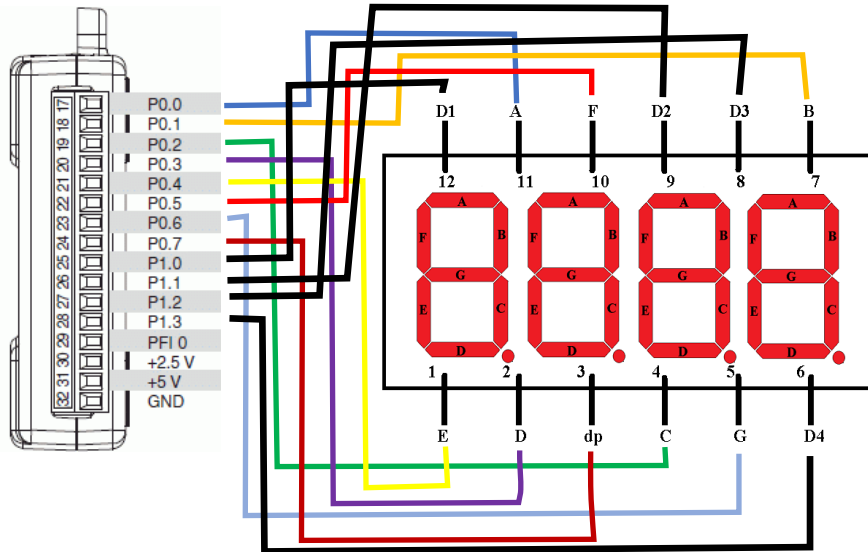 17 P0.0
18 P0.1
19 P0.2
20 P0.3
21 P0.4
22 P0.5
23 P0.6
24 P0.7
25 P1.0
26 P1.1
27 P1.2
28 P1.3
29 PFI 0
30 +2.5 V
31 +5 V
32 GND
D1 A F D2 D3 B
12 11 10 9 8 7
A A A A
F B F B F B F B
G G G G
E C E C E C E C
D D D D
1 2 3 4 5 6
E D dp C G D4